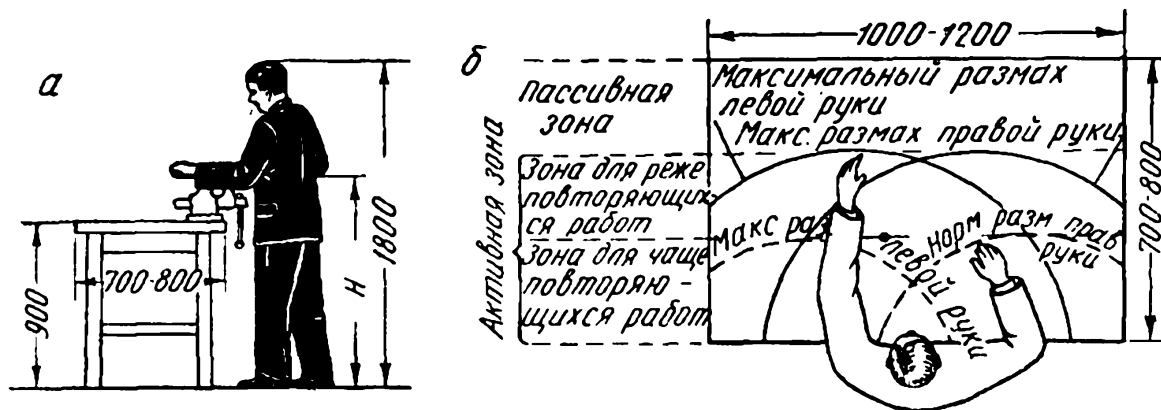 а
900
700-800
H
1800
б
1000-1200
700-800
Пассивная
зона
Активная зона
Зона для реже
повторяющих-
ся работ
Зона для чаще
повторяю-
щихся работ
Максимальный размах
левой руки
Макс. размах правой руки
Макс раз
левой руки
норм разм прав
руки